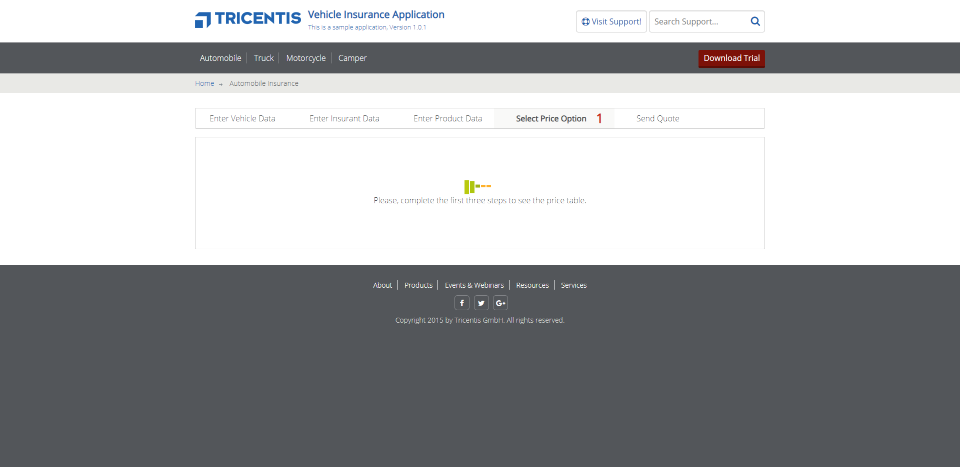 TRICENTIS
Vehicle Insurance Application
This is a sample application. Version 1.0.1
Visit Support!
Search Support...
Automobile
Truck
Motorcycle
Camper
Download Trial
Home → Automobile Insurance
Enter Vehicle Data
Enter Insurant Data
Enter Product Data
Select Price Option 1
Send Quote
Please, complete the first three steps to see the price table.
About
Products
Events & Webinars
Resources
Services
f
G+
Copyright 2015 by Tricentis GmbH. All rights reserved.